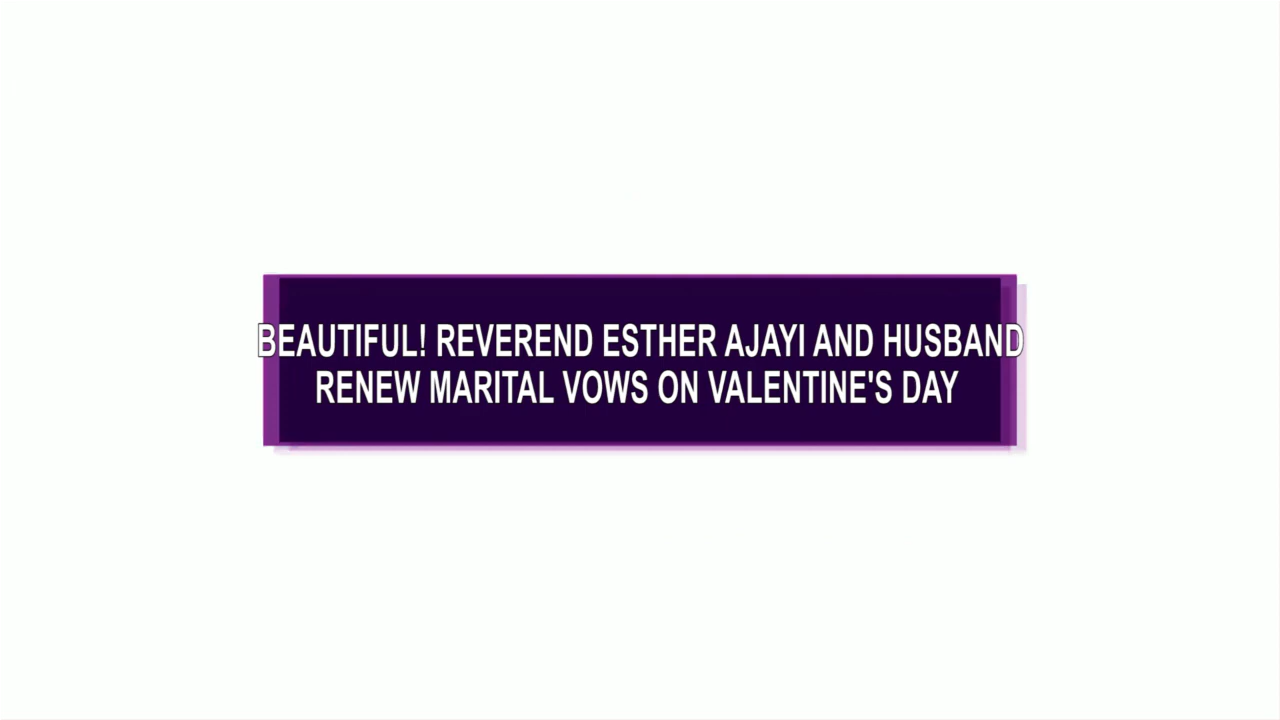 BEAUTIFUL! REVEREND ESTHER AJAYI AND HUSBAND
RENEW MARITAL VOWS ON VALENTINE'S DAY